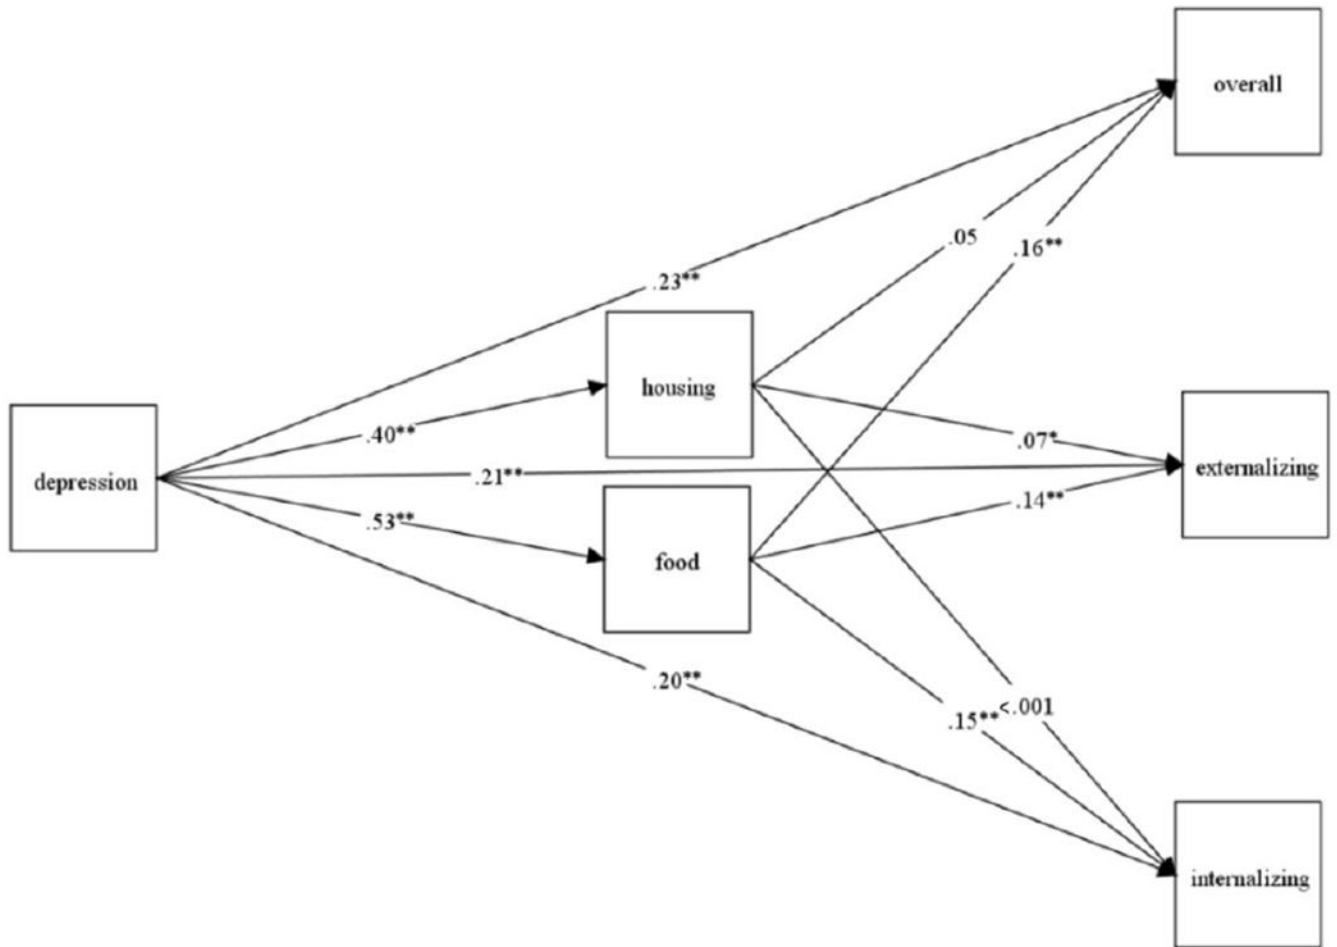 overall
.05
.16**
.23**
housing
.40**
.07*
externalizing
depression
.21**
.14**
.53**
food
.20**
<.001
.15**
internalizing